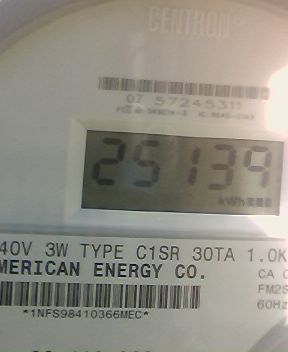 CENTRON®
07 57245311
25139
kWh
40V 3W TYPE C1SR 30TA 1.0K
MERICAN ENERGY CO.
CA
FM2S
60Hz
*1NFS98410366MEC*